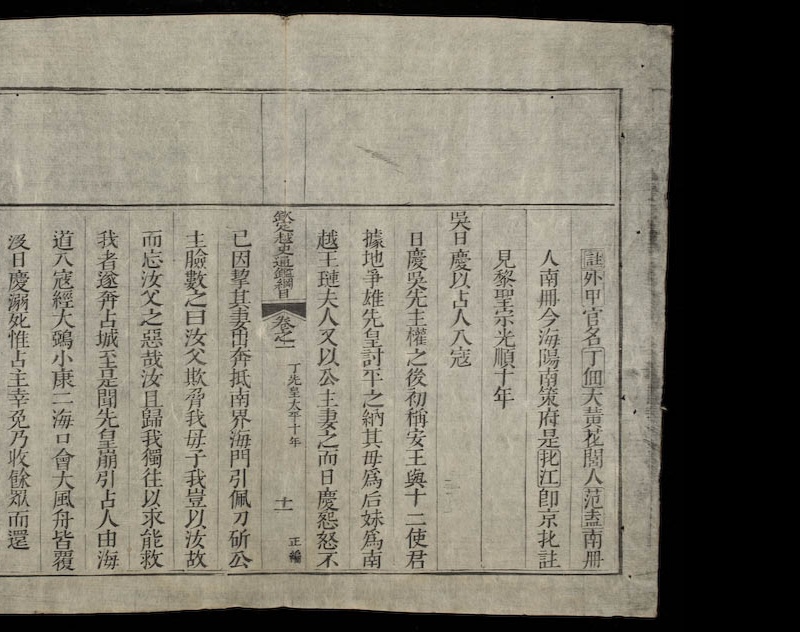 註外甲官名丁佃大黃花閭人范盍南册
人南册今海陽南策府是㧛江卽京㧛註
見黎聖宗光順十年
吳日慶以占人入寇
日慶吳先主權之後初稱安王與十二使君
據地爭雄先皇討平之納其母爲后妹爲南
越王璉夫人又以公主妻之而日慶怨怒不
欽定越史通鑑綱目 卷之一 丁先皇太平十年 十一 正編
已因挈其妻出奔抵南界海門引佩刀斫公
主臉數之曰汝父欺脅我母子我豈以汝故
而忘汝父之惡哉汝且歸我獨往以求能救
我者遂奔占城至是聞先皇崩引占人由海
道入寇經大鵶小康二海口會大風舟皆覆
沒日慶溺死惟占主幸免乃收餘眾而還